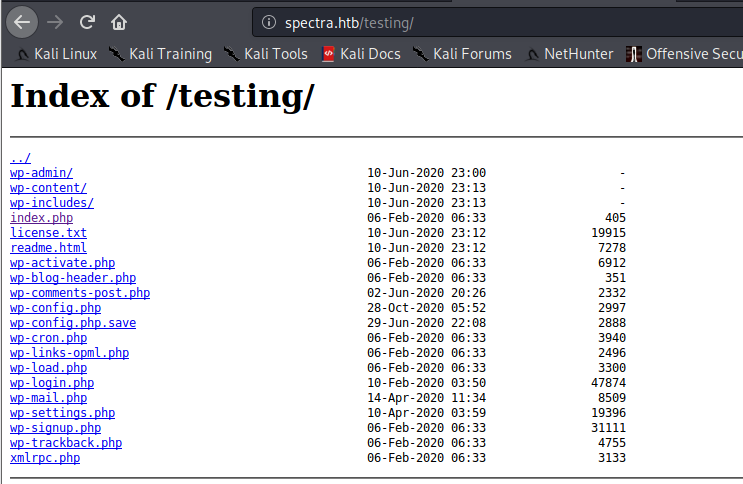 spectra.htb/testing/
Kali Linux Kali Training Kali Tools Kali Docs Kali Forums NetHunter Offensive Secu
Index of /testing/
../
wp-admin/ 10-Jun-2020 23:00 -
wp-content/ 10-Jun-2020 23:13 -
wp-includes/ 10-Jun-2020 23:13 -
index.php 06-Feb-2020 06:33 405
license.txt 10-Jun-2020 23:12 19915
readme.html 10-Jun-2020 23:12 7278
wp-activate.php 06-Feb-2020 06:33 6912
wp-blog-header.php 06-Feb-2020 06:33 351
wp-comments-post.php 02-Jun-2020 20:26 2332
wp-config.php 28-Oct-2020 05:52 2997
wp-config.php.save 29-Jun-2020 22:08 2888
wp-cron.php 06-Feb-2020 06:33 3940
wp-links-opml.php 06-Feb-2020 06:33 2496
wp-load.php 06-Feb-2020 06:33 3300
wp-login.php 10-Feb-2020 03:50 47874
wp-mail.php 14-Apr-2020 11:34 8509
wp-settings.php 10-Apr-2020 03:59 19396
wp-signup.php 06-Feb-2020 06:33 31111
wp-trackback.php 06-Feb-2020 06:33 4755
xmlrpc.php 06-Feb-2020 06:33 3133